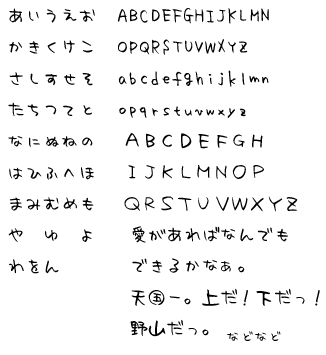 あいうえお ABCDEFGHIJKLMN
かきくけこ OPQRSTUVWXYZ
さしすせそ abcdefghijklmn
たちつてと opqrstuvwxyz
なにぬねの ABCDEFGH
はひふへほ IJKLMNOP
まみむめも QRSTUVWXYZ
や ゆ よ 愛があればなんでも
わをん できるかなぁ。
天国一。上だ!下だっ!
野山だっ。 などなど